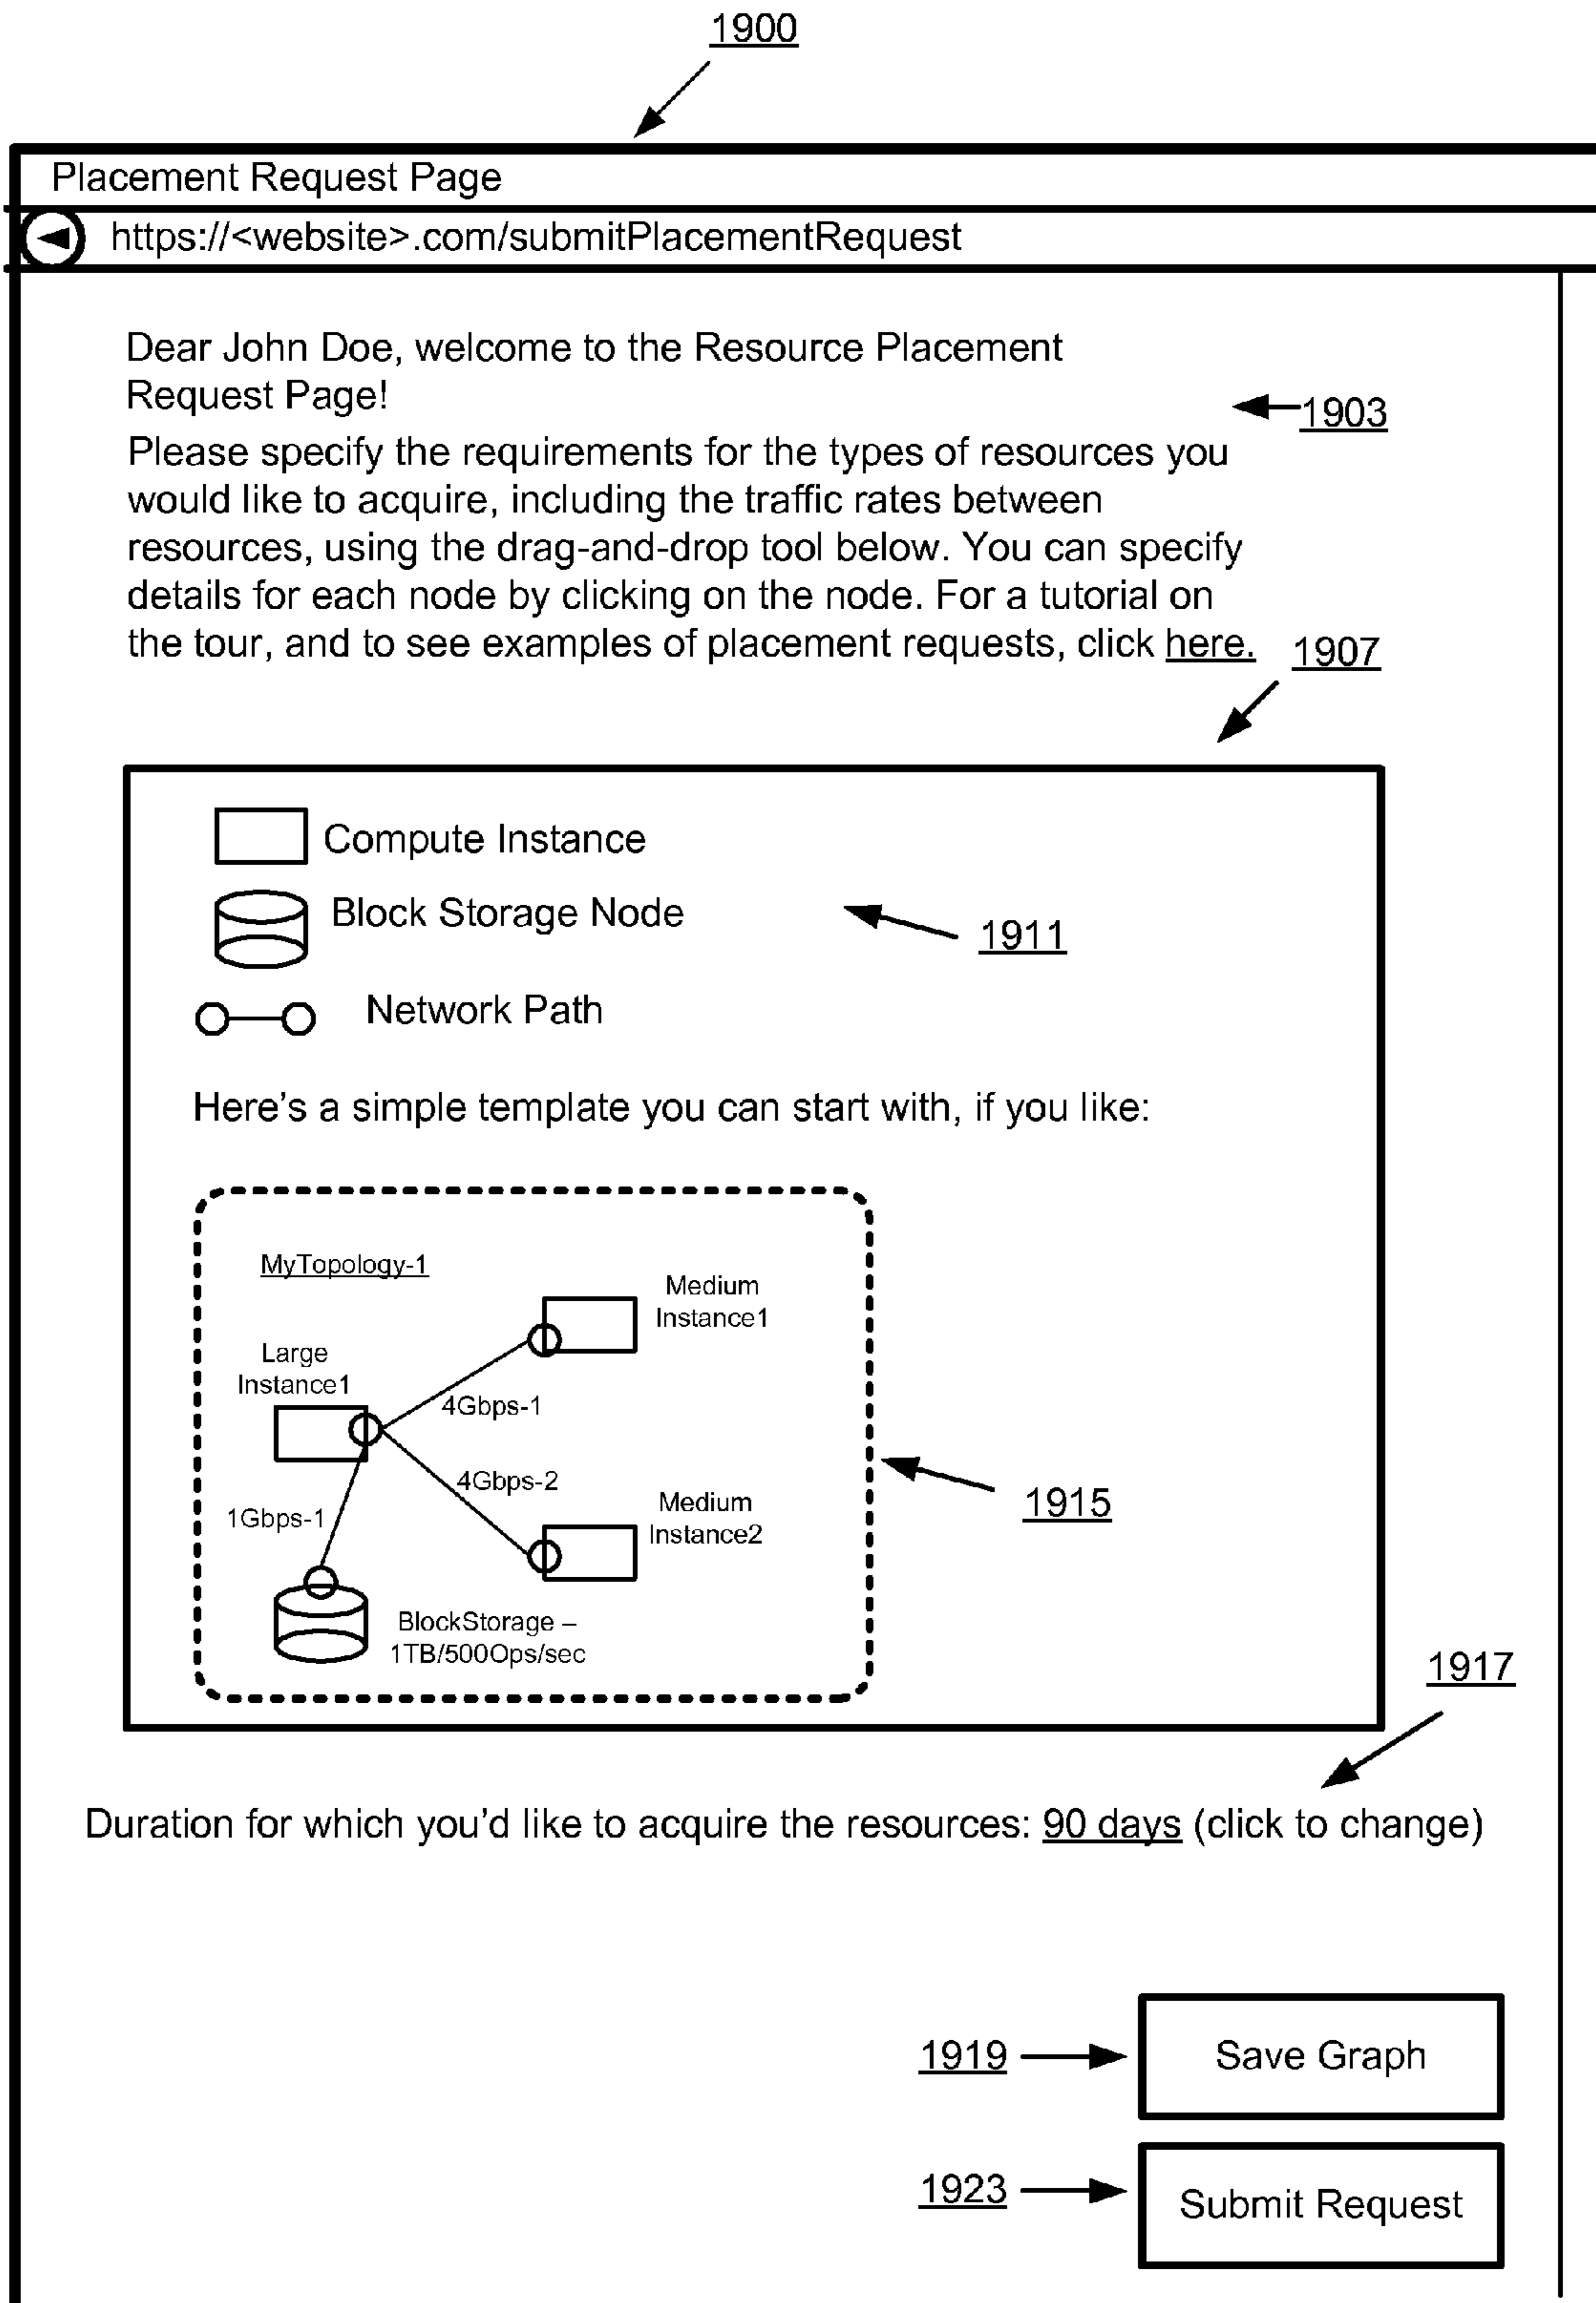 1900
Placement Request Page
https://<website>.com/submitPlacementRequest
Dear John Doe, welcome to the Resource Placement
Request Page!
1903
Please specify the requirements for the types of resources you
would like to acquire, including the traffic rates between
resources, using the drag-and-drop tool below. You can specify
details for each node by clicking on the node. For a tutorial on
the tour, and to see examples of placement requests, click here.
1907
Compute Instance
Block Storage Node
1911
Network Path
Here's a simple template you can start with, if you like:
MyTopology-1
Medium
Instance1
Large
Instance1
4Gbps-1
4Gbps-2
1Gbps-1
Medium
Instance2
1915
BlockStorage –
1TB/500Ops/sec
1917
Duration for which you'd like to acquire the resources: 90 days (click to change)
1919
Save Graph
1923
Submit Request